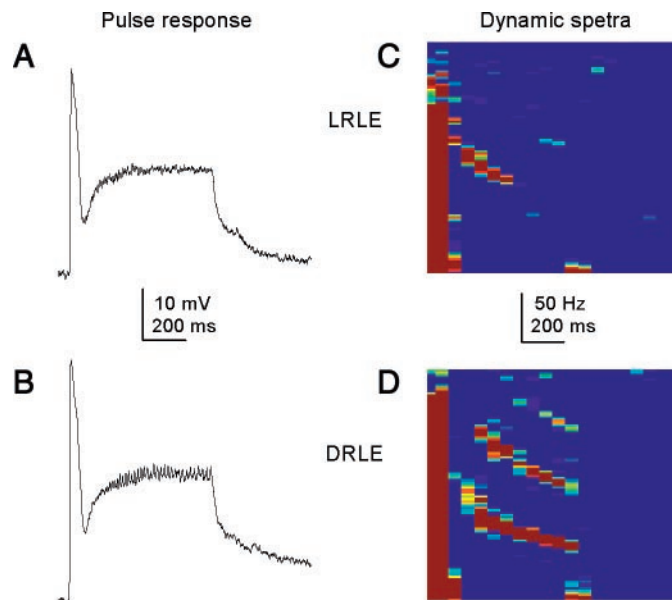 Pulse response
Dynamic spetra
A
C
LRLE
10 mV
200 ms
50 Hz
200 ms
B
D
DRLE